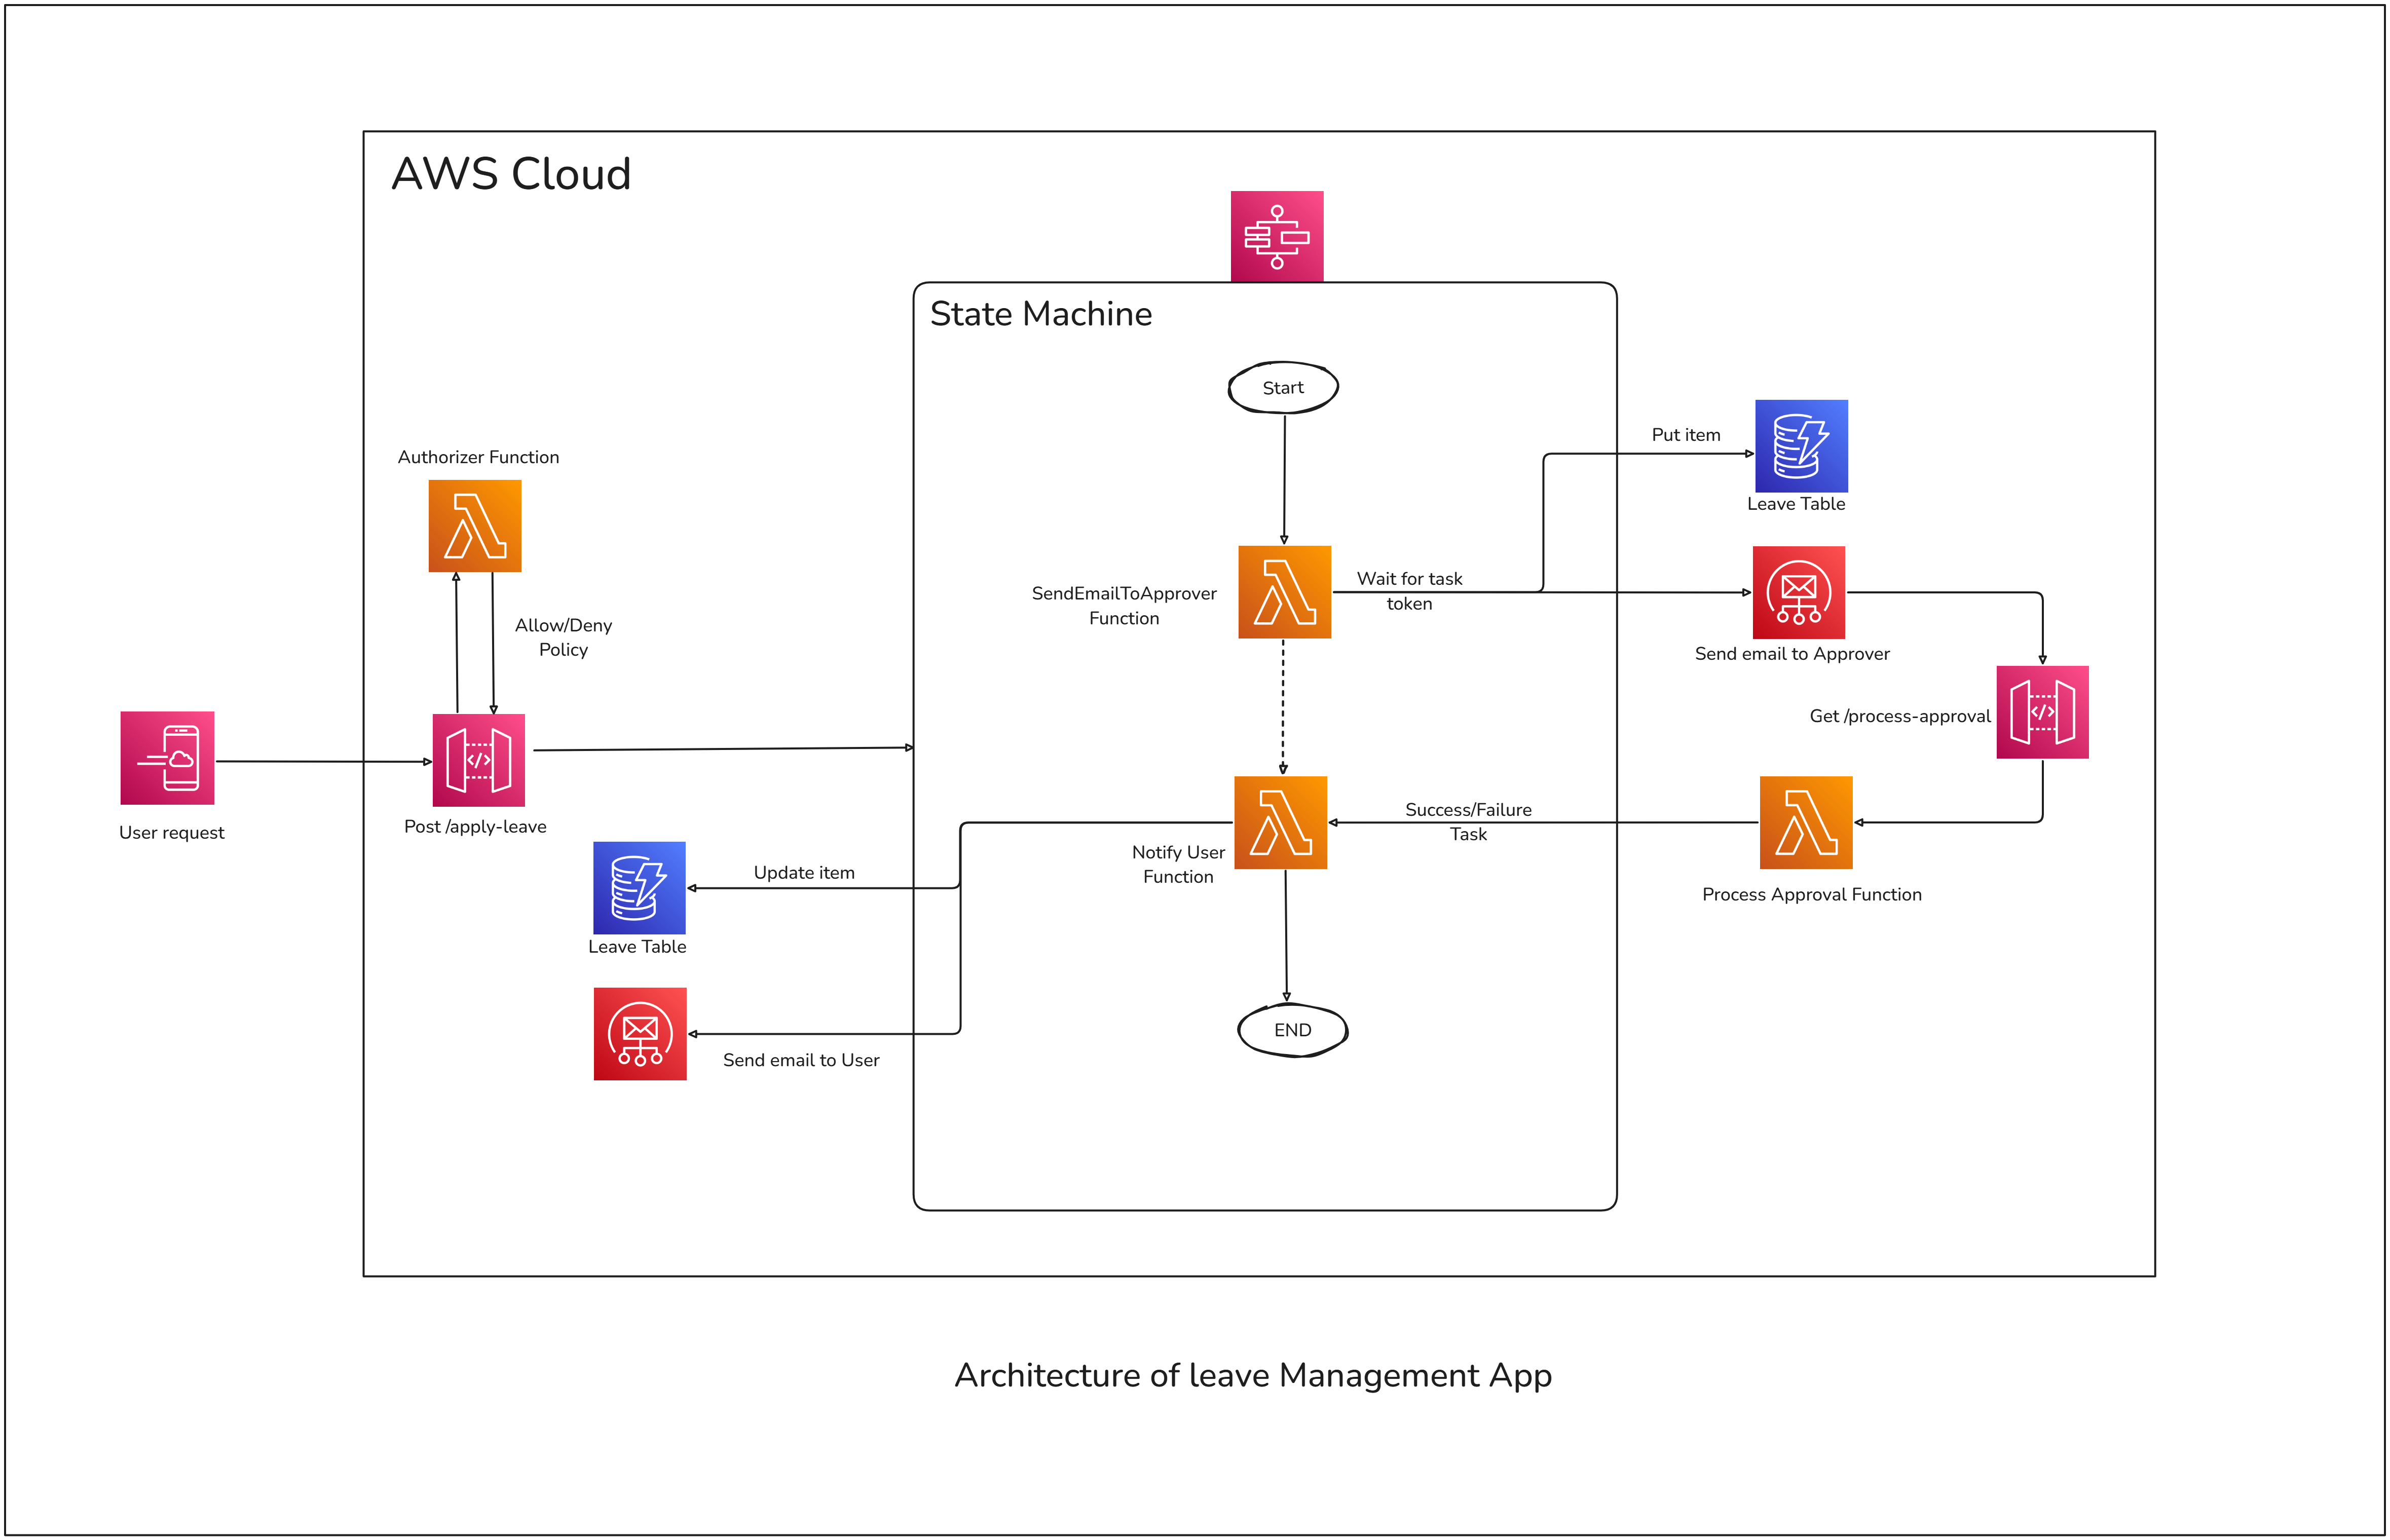 AWS Cloud
State Machine
Start
Authorizer Function
Put item
Leave Table
Allow/Deny
Policy
SendEmailToApprover
Function
Wait for task
token
Send email to Approver
Get /process-approval
User request
Post /apply-leave
Success/Failure
Task
Notify User
Function
Process Approval Function
Update item
Leave Table
Send email to User
END
Architecture of leave Management App